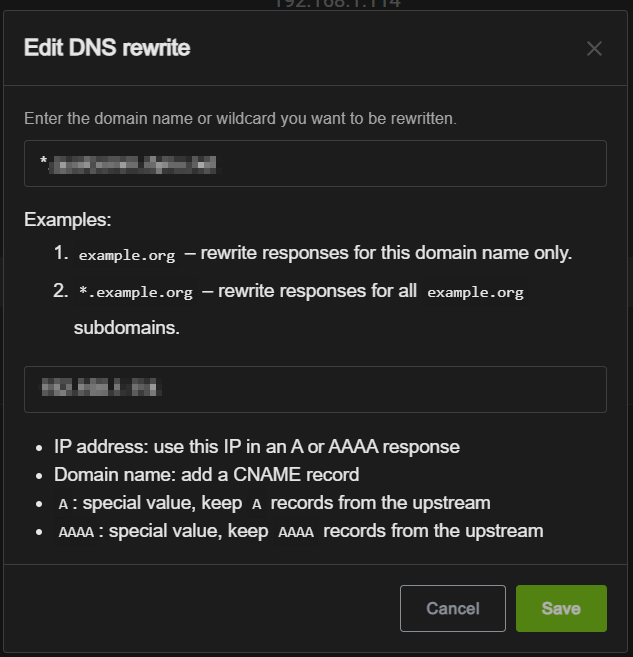 192.168.1.114
Edit DNS rewrite
Enter the domain name or wildcard you want to be rewritten.
*.
Examples:
1. example.org – rewrite responses for this domain name only.
2. *.example.org – rewrite responses for all example.org
subdomains.
• IP address: use this IP in an A or AAAA response
• Domain name: add a CNAME record
• A : special value, keep A records from the upstream
• AAAA : special value, keep AAAA records from the upstream
Cancel Save